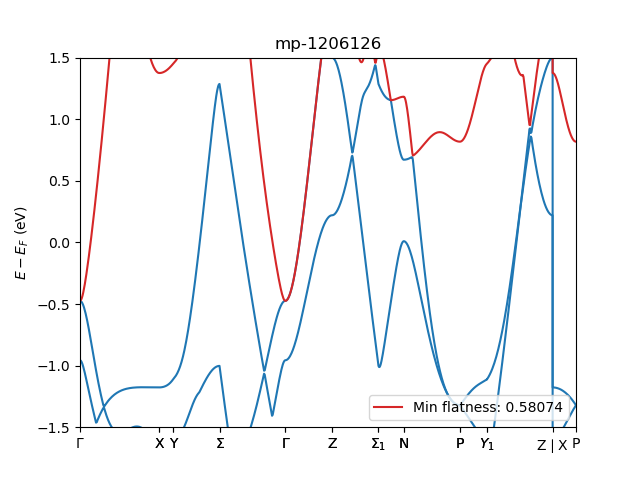 mp-1206126
E − E_F (eV)
1.5
1.0
0.5
0.0
−0.5
−1.0
−1.5
Min flatness: 0.58074
Γ X Y Σ Γ Z Σ₁ N P Y₁ Z | X P